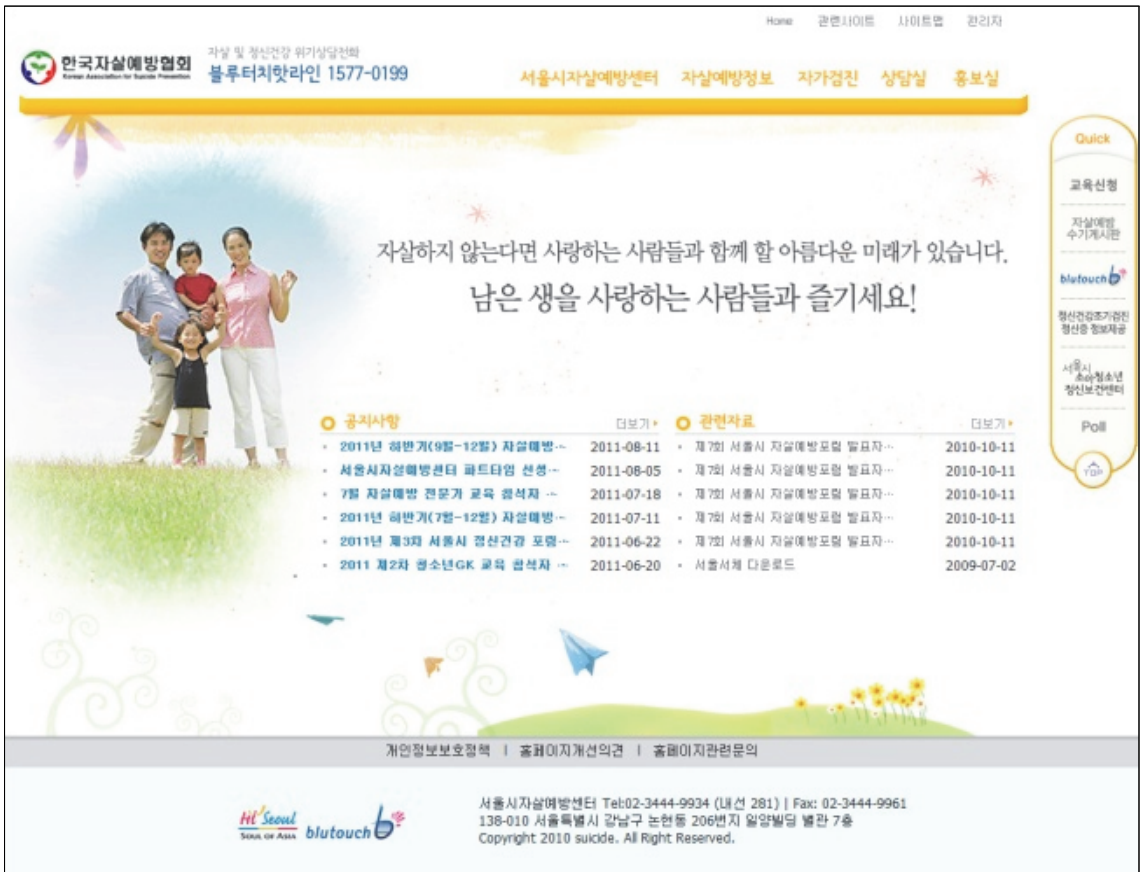 Home 관련사이트 사이트맵 관리자
한국자살예방협회
Korean Association for Suicide Prevention
자살 및 정신건강 위기상담전화
블루터치핫라인 1577-0199
서울시자살예방센터 자살예방정보 자가검진 상담실 홍보실
Quick
교육신청
자살예방
수기게시판
blutouch
정신건강조기검진
정신증 정보제공
서울시
소아청소년
정신보건센터
Poll
TOP
자살하지 않는다면 사랑하는 사람들과 함께 할 아름다운 미래가 있습니다.
남은 생을 사랑하는 사람들과 즐기세요!
공지사항 더보기
2011년 하반기(9월-12월) 자살예방… 2011-08-11
서울시자살예방센터 파트타임 선생… 2011-08-05
7월 자살예방 전문가 교육 참석자 … 2011-07-18
2011년 하반기(7월-12월) 자살예방… 2011-07-11
2011년 제3차 서울시 정신건강 포럼… 2011-06-22
2011 제2차 청소년GK 교육 참석자 … 2011-06-20
관련자료 더보기
제7회 서울시 자살예방포럼 발표자… 2010-10-11
제7회 서울시 자살예방포럼 발표자… 2010-10-11
제7회 서울시 자살예방포럼 발표자… 2010-10-11
제7회 서울시 자살예방포럼 발표자… 2010-10-11
제7회 서울시 자살예방포럼 발표자… 2010-10-11
서울서체 다운로드 2009-07-02
개인정보보호정책 | 홈페이지개선의견 | 홈페이지관련문의
Hi Seoul
SOUL OF ASIA
blutouch
서울시자살예방센터 Tel:02-3444-9934 (내선 281) | Fax: 02-3444-9961
138-010 서울특별시 강남구 논현동 206번지 일양빌딩 별관 7층
Copyright 2010 suicide. All Right Reserved.